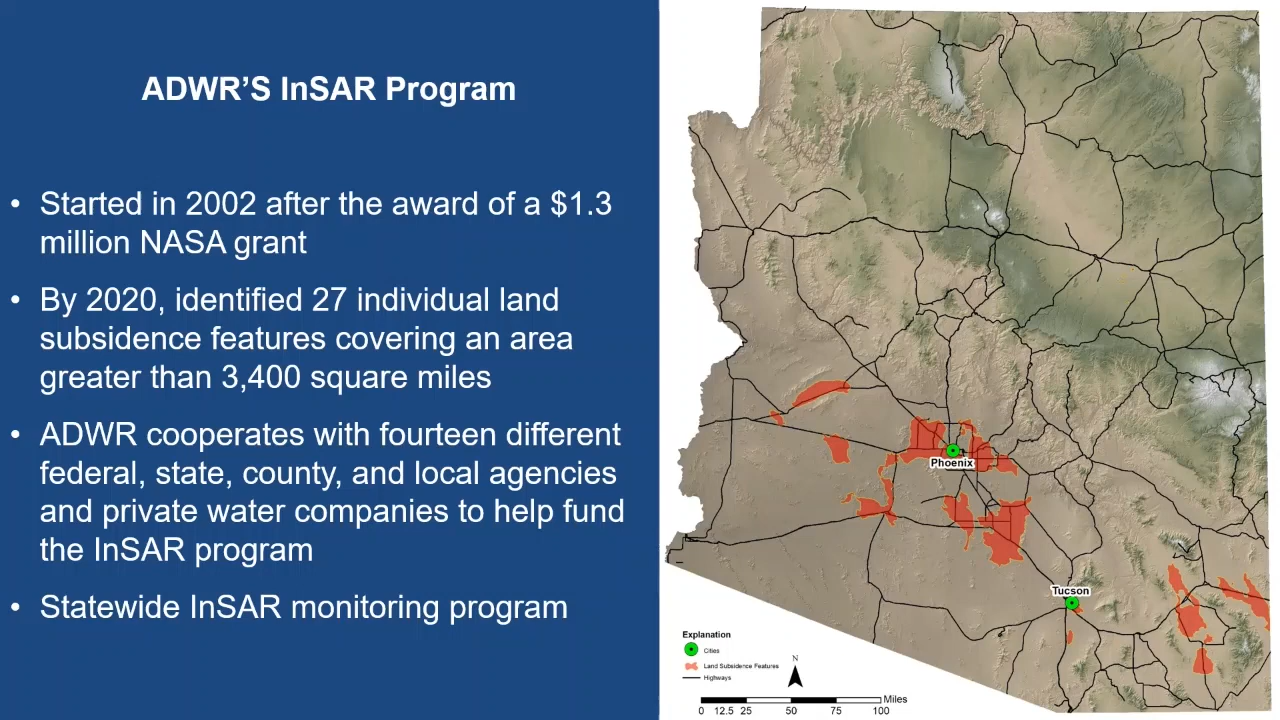 ADWR'S InSAR Program
• Started in 2002 after the award of a $1.3
million NASA grant
• By 2020, identified 27 individual land
subsidence features covering an area
greater than 3,400 square miles
• ADWR cooperates with fourteen different
federal, state, county, and local agencies
and private water companies to help fund
the InSAR program
• Statewide InSAR monitoring program
Phoenix
Tucson
Explanation
Cities
Land Subsidence Features
Highways
N
Miles
0 12.5 25 50 75 100